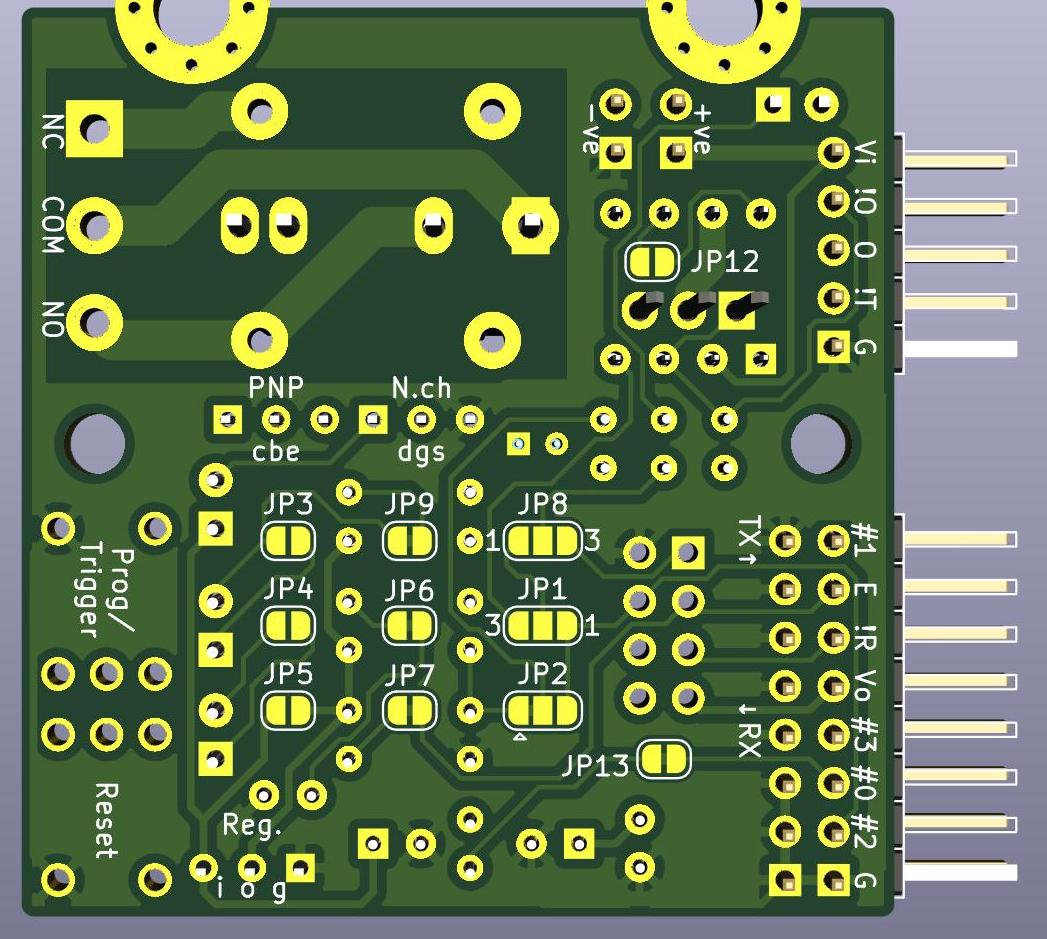 NC
COM
NO
-ve
+ve
Vi
!O
O
!T
G
JP12
PNP
N.ch
cbe
dgs
JP3
JP9
JP8
1
3
TX↑
#1
Prog/
Trigger
JP4
JP6
JP1
3
1
E
!R
JP5
JP7
JP2
Vo
↓RX
#3
JP13
Reset
#0
#2
Reg.
i o g
G